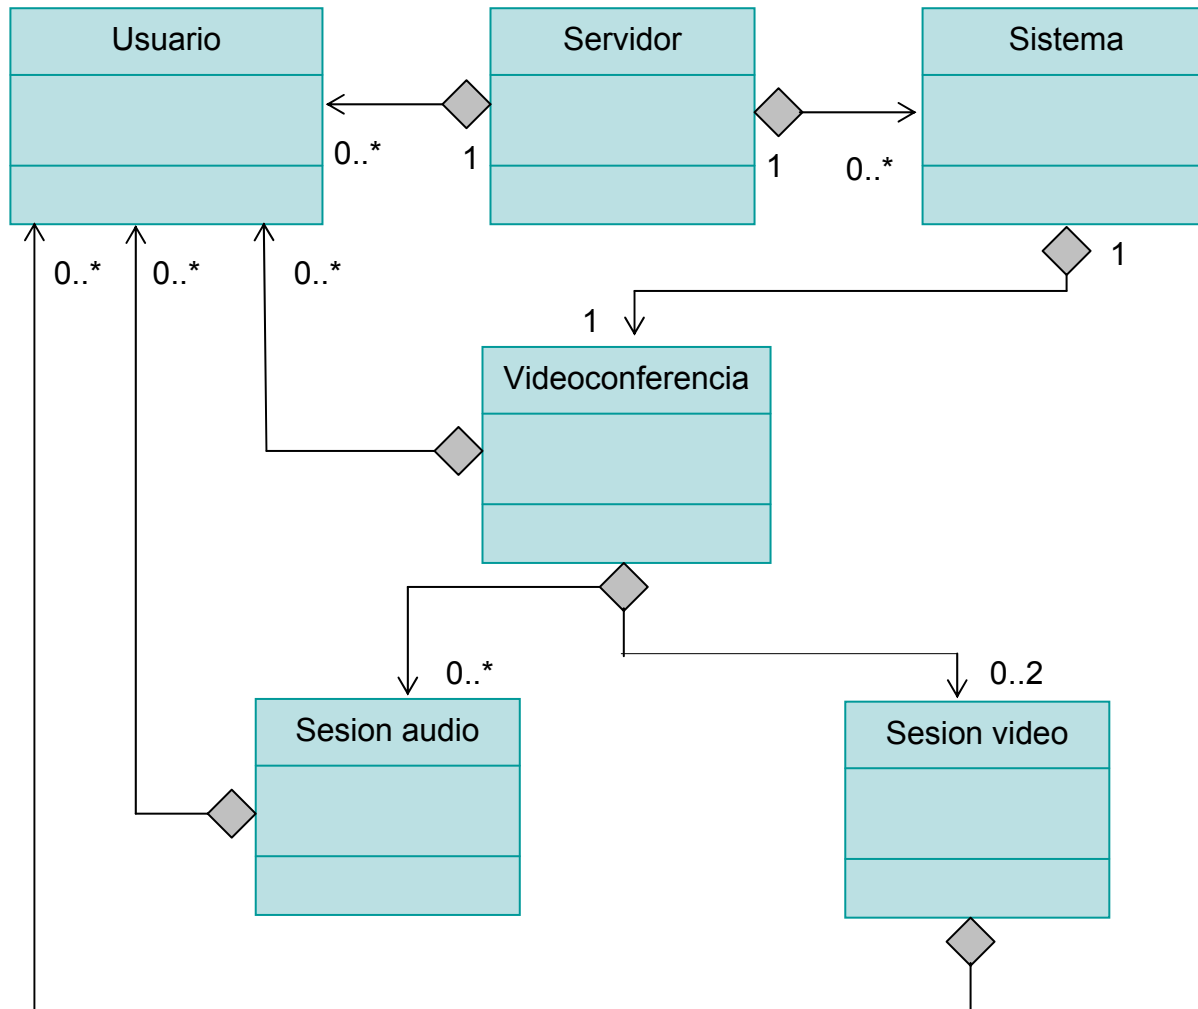 Usuario
Servidor
Sistema
0..*
1
1
0..*
0..*
0..*
0..*
1
1
Videoconferencia
0..*
0..2
Sesion audio
Sesion video